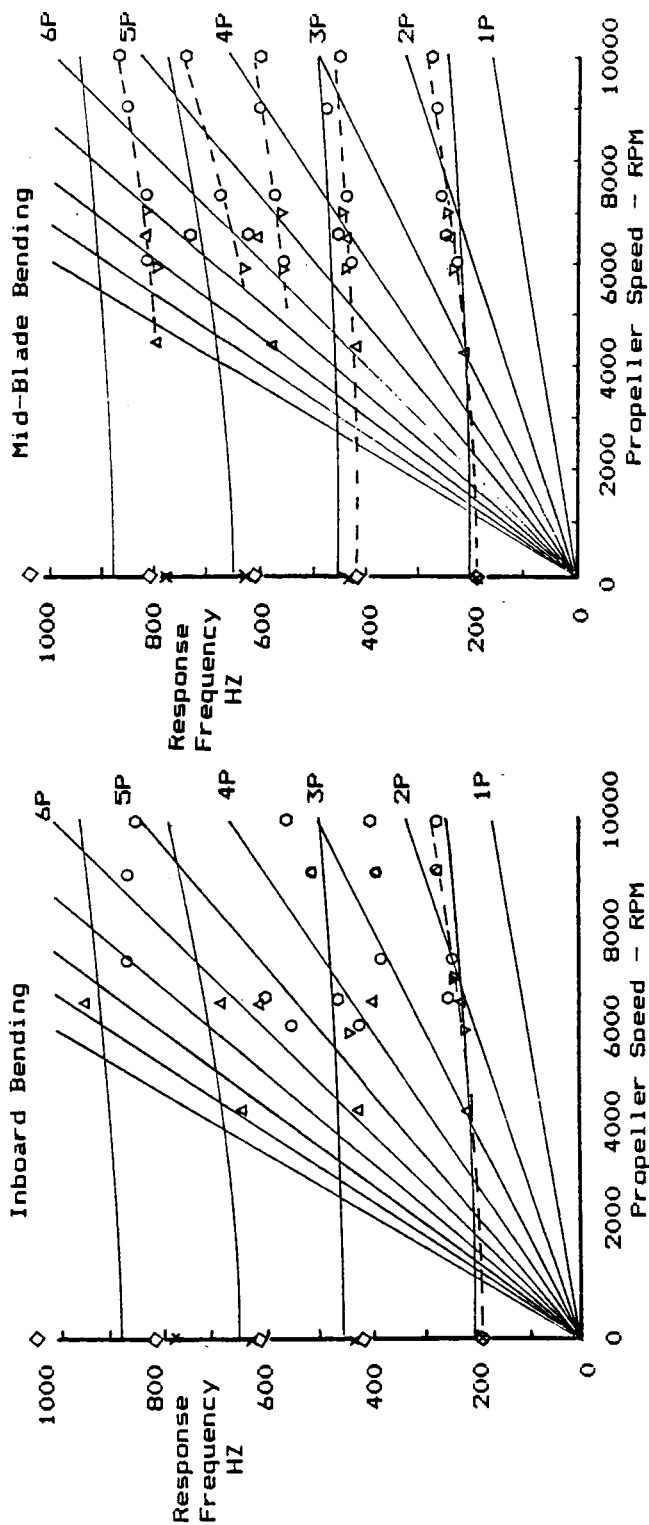 Inboard Bending
Response
Frequency
HZ
1000
800
600
400
200
0
6P
5P
4P
3P
2P
1P
0 2000 4000 6000 8000 10000
Propeller Speed - RPM
Mid-Blade Bending
Response
Frequency
HZ
1000
800
600
400
200
0
6P
5P
4P
3P
2P
1P
0 2000 4000 6000 8000 10000
Propeller Speed - RPM